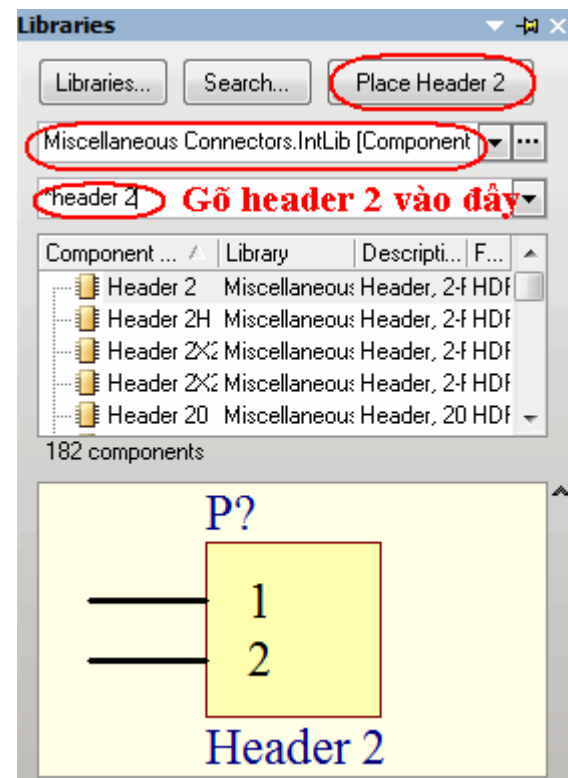 Libraries
Libraries... Search... Place Header 2
Miscellaneous Connectors.IntLib [Component
*header 2 Gõ header 2 vào đây
Component ... Library Descripti... F...
Header 2 Miscellaneous Header, 2-F HDF
Header 2H Miscellaneous Header, 2-F HDF
Header 2X2 Miscellaneous Header, 2-F HDF
Header 2X2 Miscellaneous Header, 2-F HDF
Header 20 Miscellaneous Header, 20 HDF
182 components
P?
1
2
Header 2